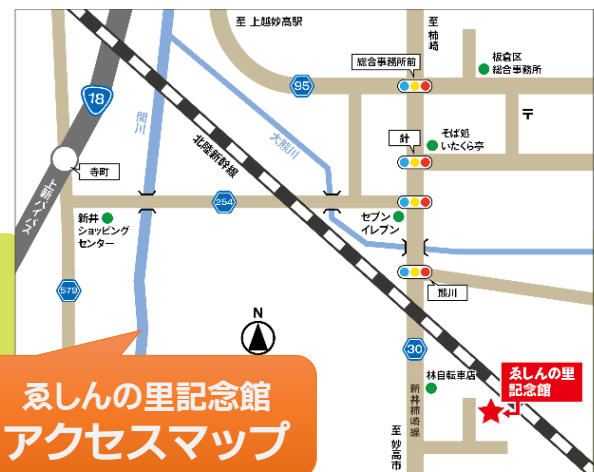 至 上越妙高駅
至 柿崎
総合事務所前
板倉区
総合事務所
95
18
関川
大熊川
北陸新幹線
〒
針
そば処
いたくら亭
寺町
上新バイパス
新井
ショッピング
センター
254
セブン
イレブン
579
熊川
N
30
林自転車店
新井柿崎線
至 妙高市
ゑしんの里
記念館
ゑしんの里記念館
アクセスマップ